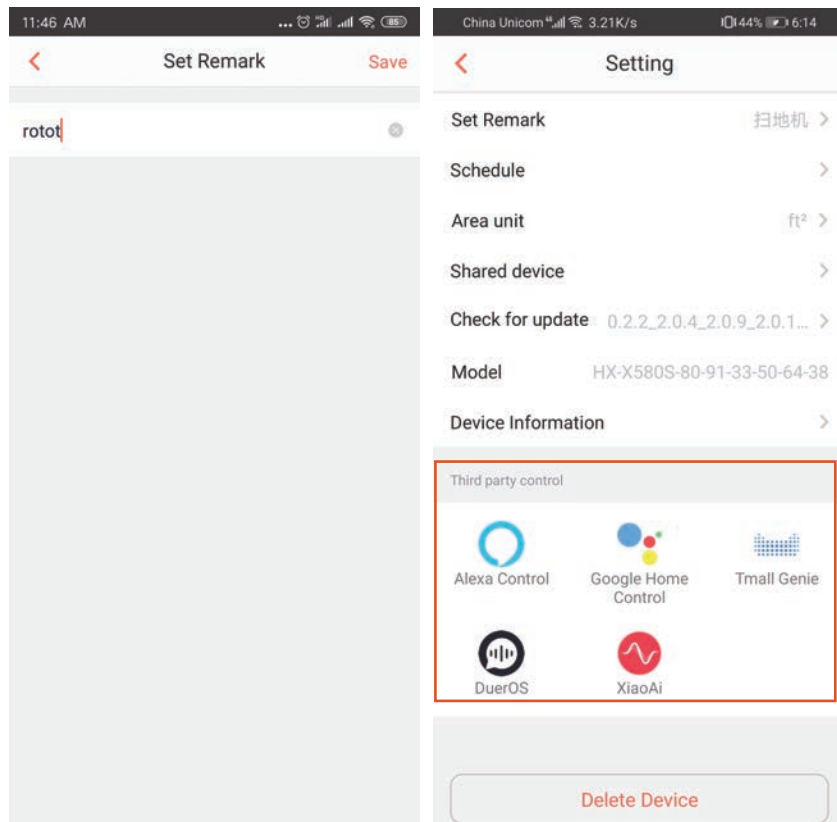 11:46 AM
... HD 85
Set Remark
Save
rotot
China Unicom 3.21K/s
44% 6:14
Setting
Set Remark 扫地机
Schedule
Area unit ft²
Shared device
Check for update 0.2.2_2.0.4_2.0.9_2.0.1...
Model HX-X580S-80-91-33-50-64-38
Device Information
Third party control
Alexa Control
Google Home
Control
Tmall Genie
DuerOS
XiaoAi
Delete Device